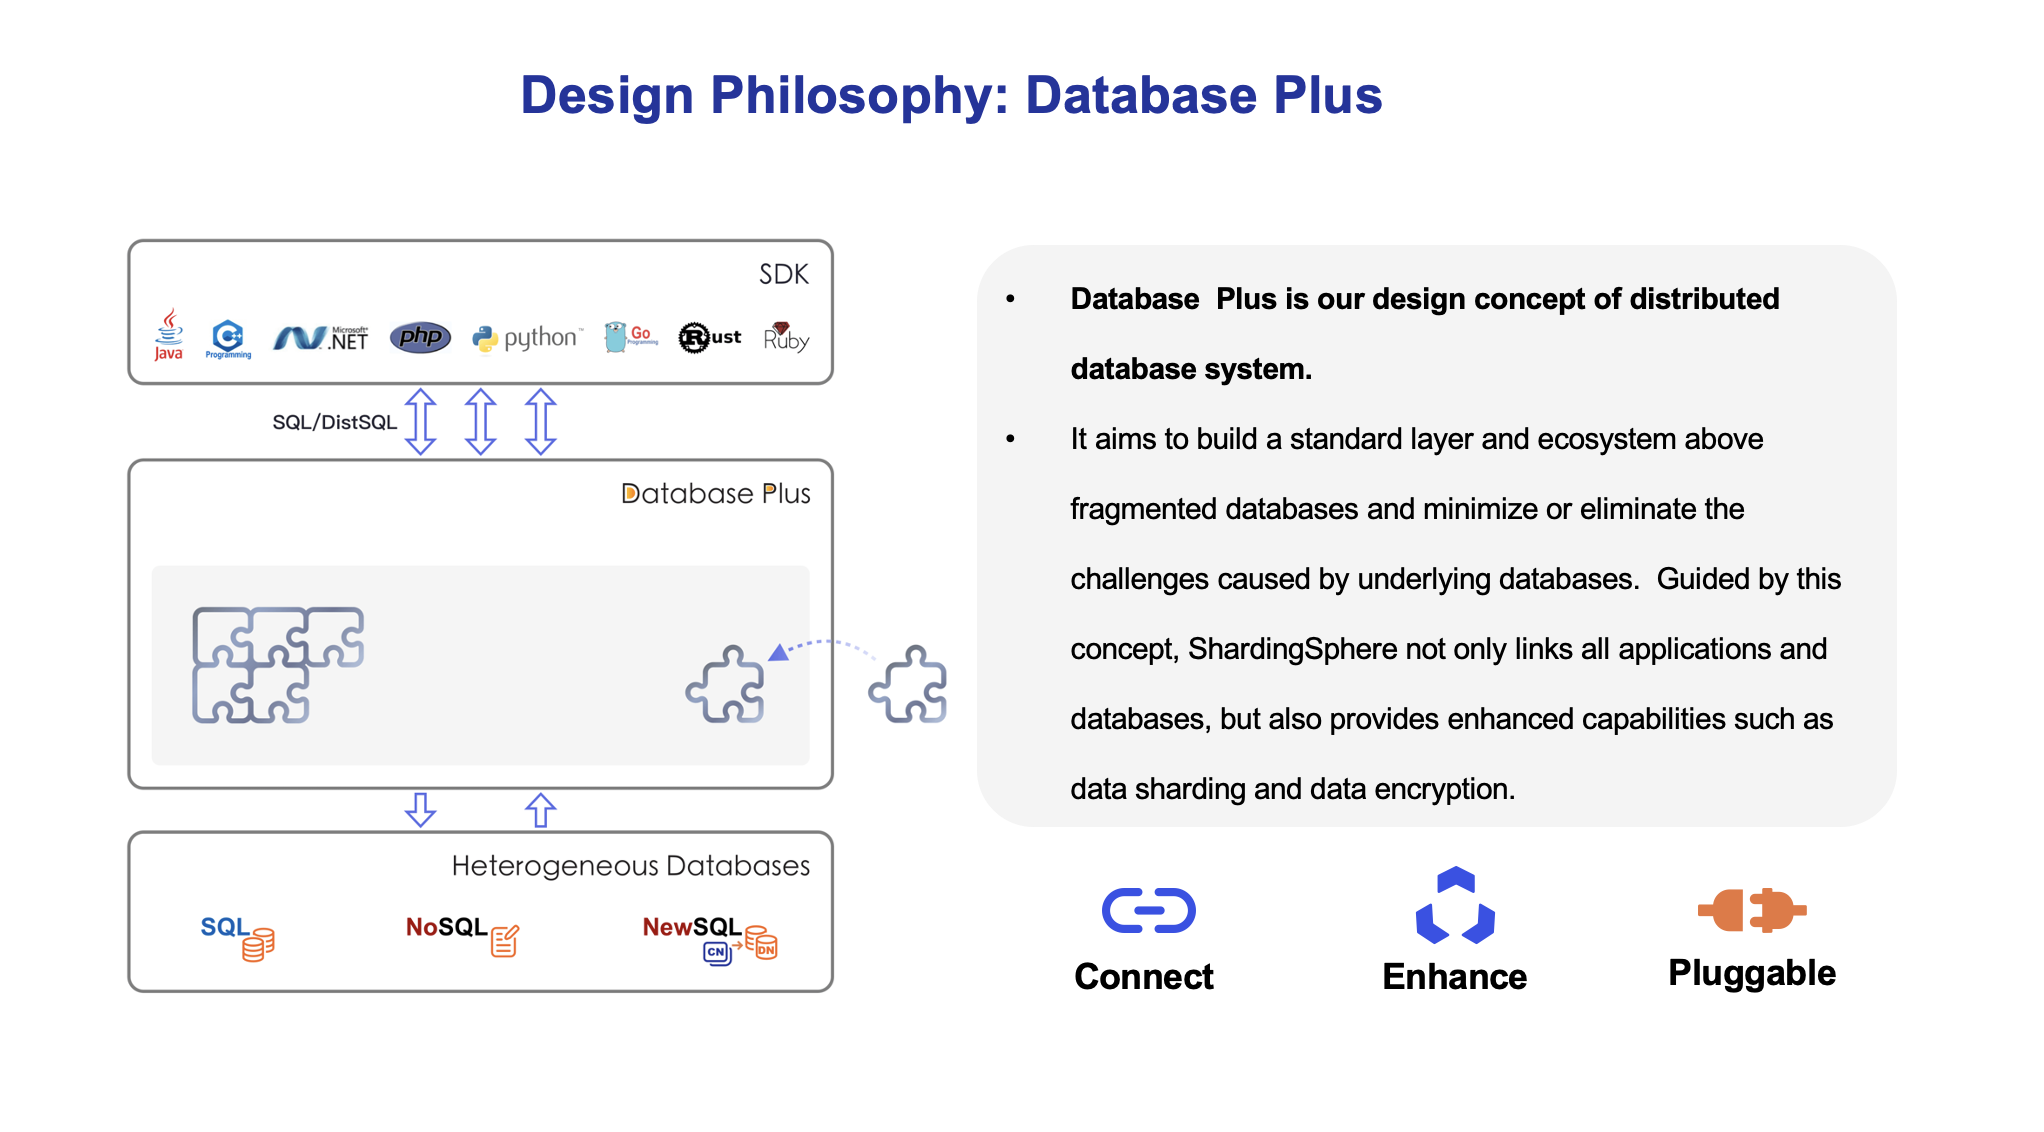 Design Philosophy: Database Plus
SDK
Java
C++
Programming
Microsoft®
.NET
php
python™
Go
Programming
Rust
Ruby
SQL/DistSQL
Database Plus
Heterogeneous Databases
SQL
NoSQL
NewSQL
CN
DN
• Database  Plus is our design concept of distributed
database system.
• It aims to build a standard layer and ecosystem above
fragmented databases and minimize or eliminate the
challenges caused by underlying databases.  Guided by this
concept, ShardingSphere not only links all applications and
databases, but also provides enhanced capabilities such as
data sharding and data encryption.
Connect
Enhance
Pluggable